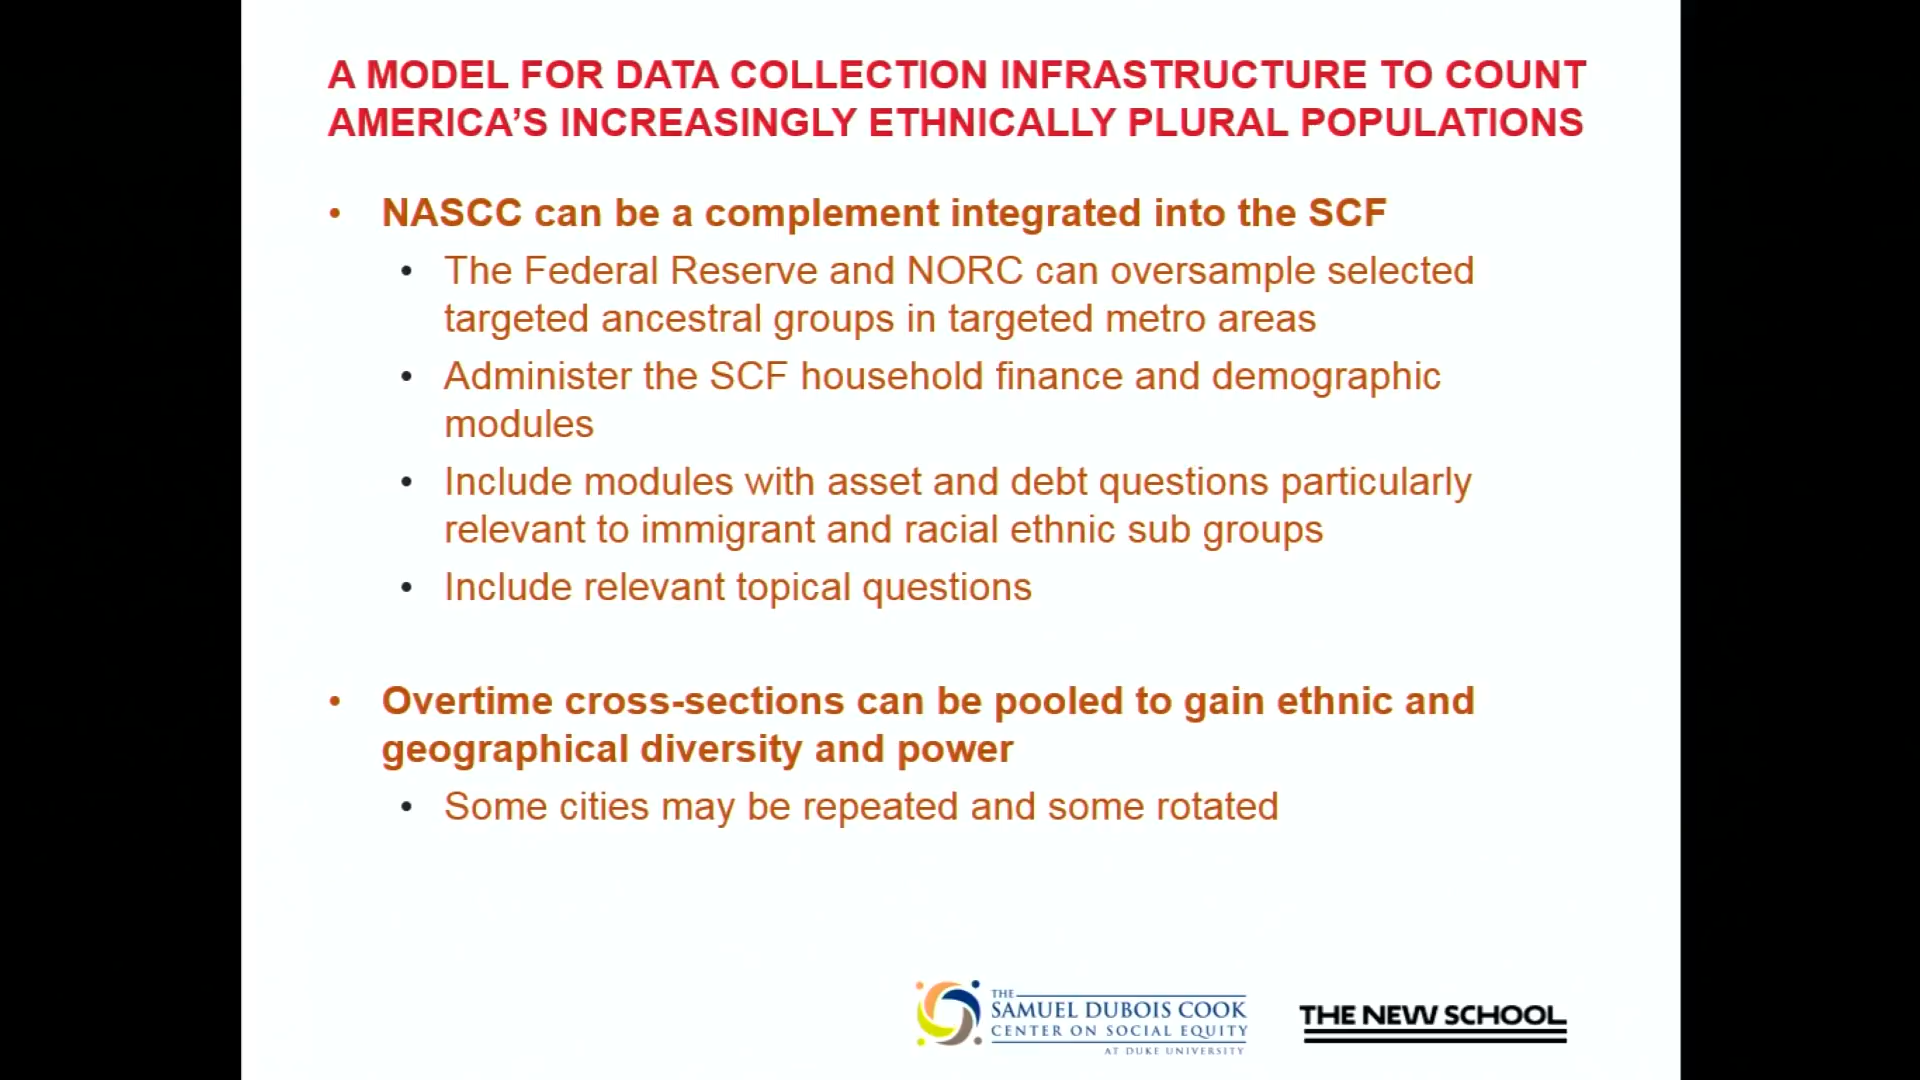 A MODEL FOR DATA COLLECTION INFRASTRUCTURE TO COUNT
AMERICA'S INCREASINGLY ETHNICALLY PLURAL POPULATIONS
• NASCC can be a complement integrated into the SCF
• The Federal Reserve and NORC can oversample selected
targeted ancestral groups in targeted metro areas
• Administer the SCF household finance and demographic
modules
• Include modules with asset and debt questions particularly
relevant to immigrant and racial ethnic sub groups
• Include relevant topical questions
• Overtime cross-sections can be pooled to gain ethnic and
geographical diversity and power
• Some cities may be repeated and some rotated
THE
SAMUEL DUBOIS COOK
CENTER ON SOCIAL EQUITY
AT DUKE UNIVERSITY
THE NEW SCHOOL